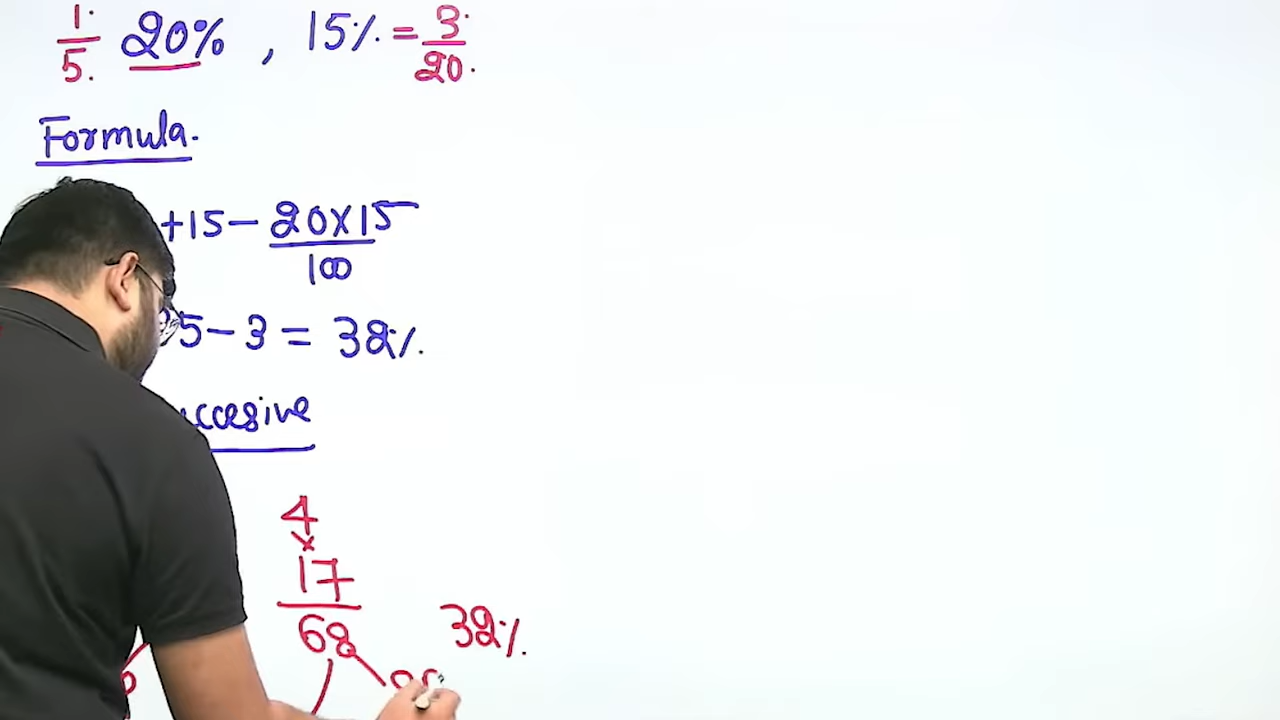 1/5 20% , 15% = 3/20
Formula.
+15 - 20×15/100
5 - 3 = 32%
ccesive
4
×
17
68
32%